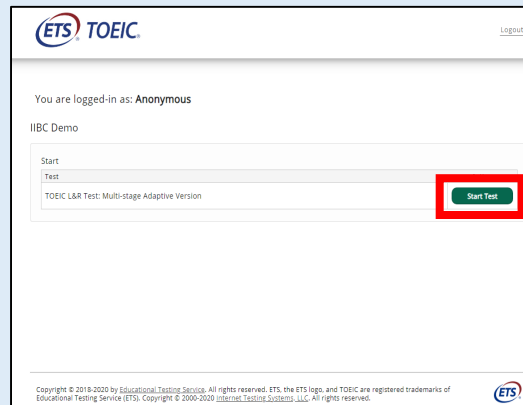 ETS TOEIC.
Logout
You are logged-in as: Anonymous
IIBC Demo
Start
Test
TOEIC L&R Test: Multi-stage Adaptive Version
Start Test
Copyright © 2018-2020 by Educational Testing Service. All rights reserved. ETS, the ETS logo, and TOEIC are registered trademarks of
Educational Testing Service (ETS). Copyright © 2000-2020 Internet Testing Systems, LLC. All rights reserved.
ETS